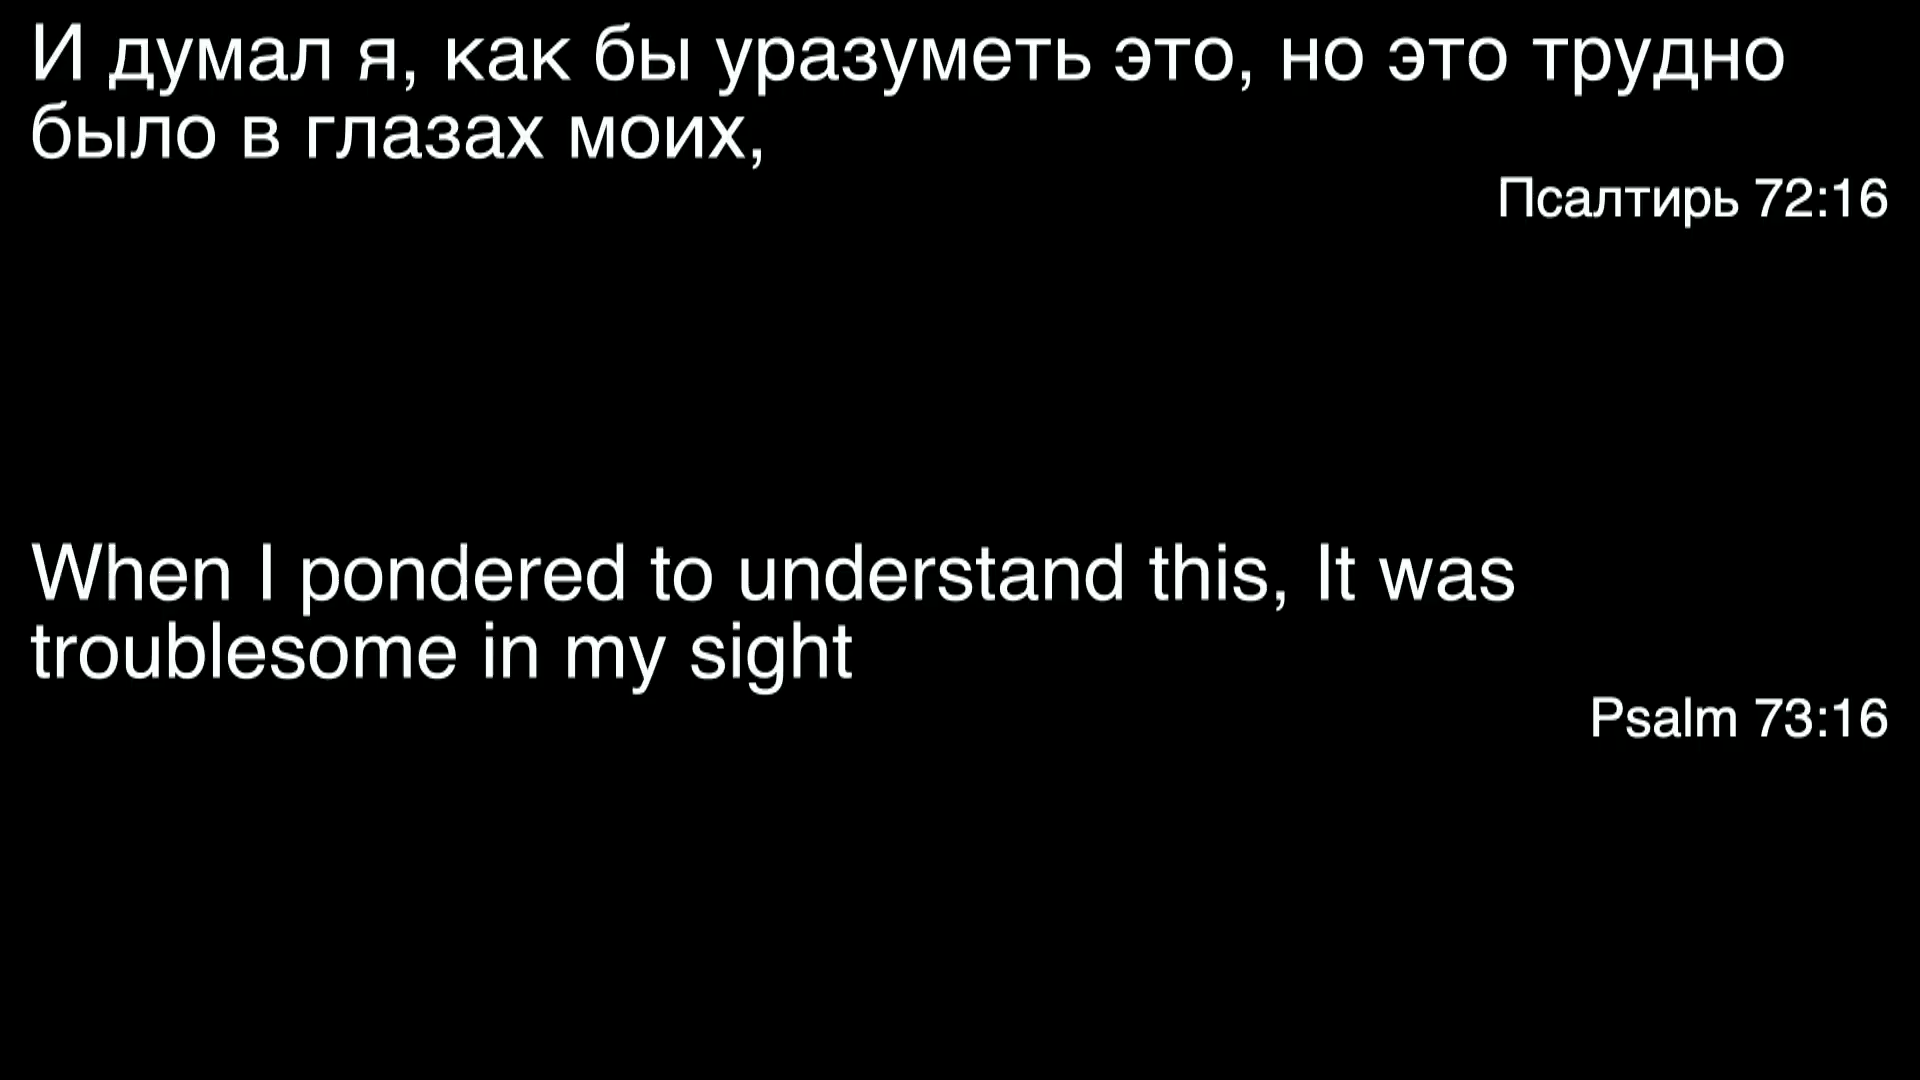 И думал я, как бы уразуметь это, но это трудно
было в глазах моих,
Псалтирь 72:16
When I pondered to understand this, It was
troublesome in my sight
Psalm 73:16